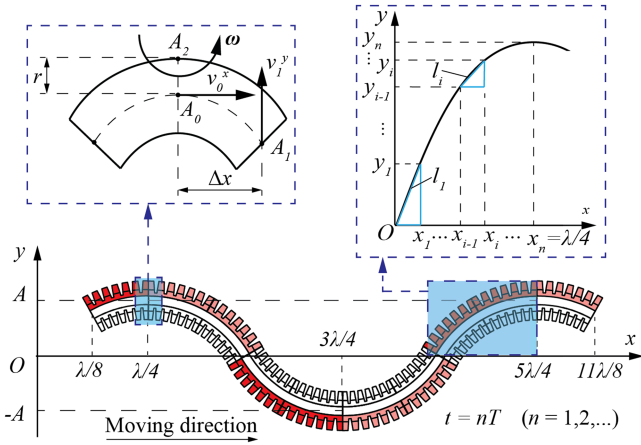 A₂ ω
r v₀ˣ v₁ʸ
A₀ A₁
Δx
y
yₙ
...
yᵢ
yᵢ₋₁
...
y₁
lᵢ
l₁
x
O x₁ ... xᵢ₋₁ xᵢ ... xₙ=λ/4
y
A
3λ/4 x
O λ/8 λ/4 5λ/4 11λ/8
-A
Moving direction
t = nT (n = 1,2,...)